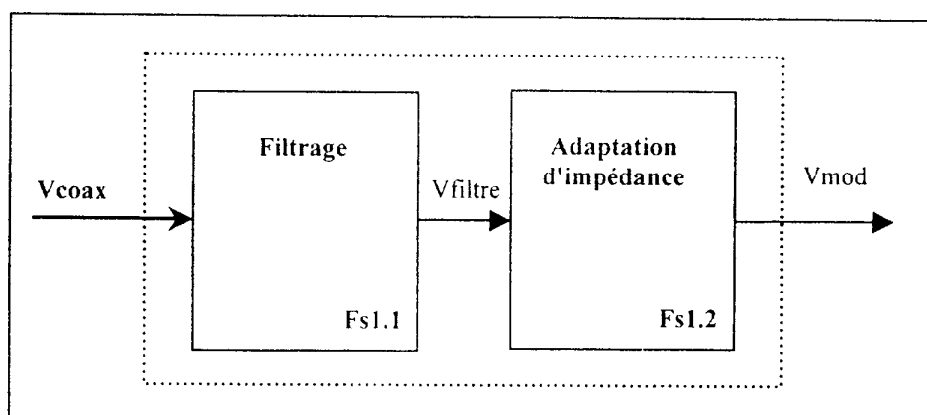 Filtrage
Adaptation
d'impédance
Vcoax
Vfiltre
Vmod
Fs1.1
Fs1.2